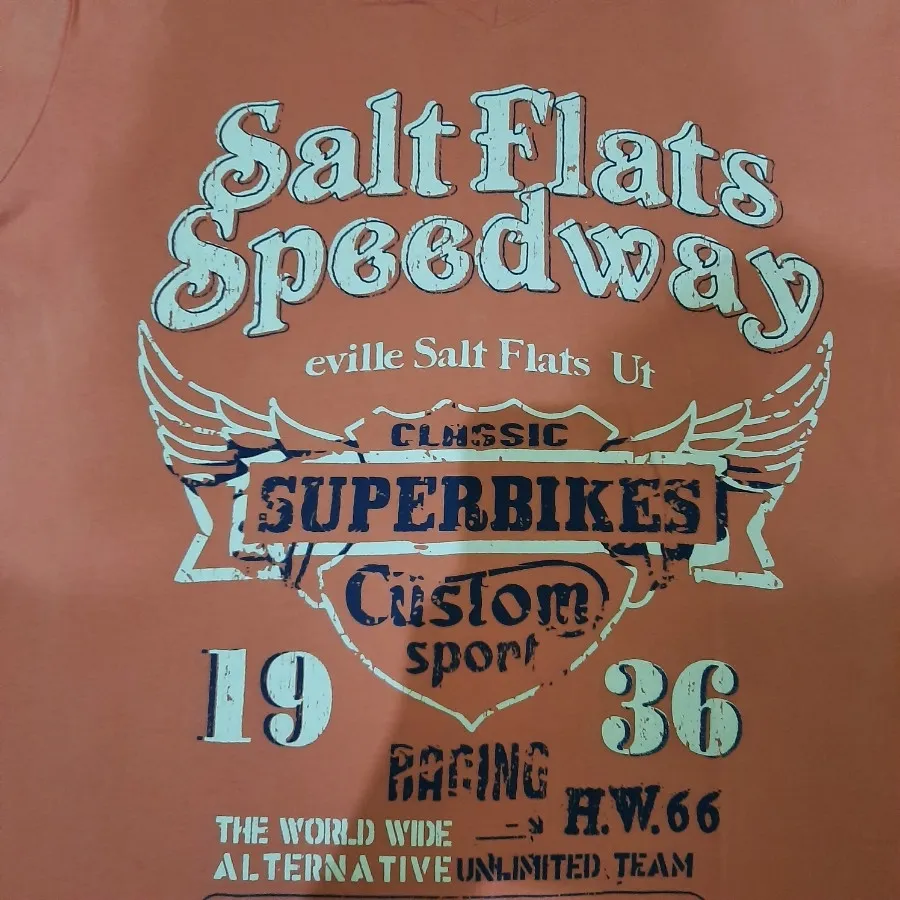 Salt Flats
Speedway
eville Salt Flats Ut
CLASSIC
SUPERBIKES
Custom
sport
19 36
RACING
H.W.66
THE WORLD WIDE
ALTERNATIVE UNLIMITED TEAM